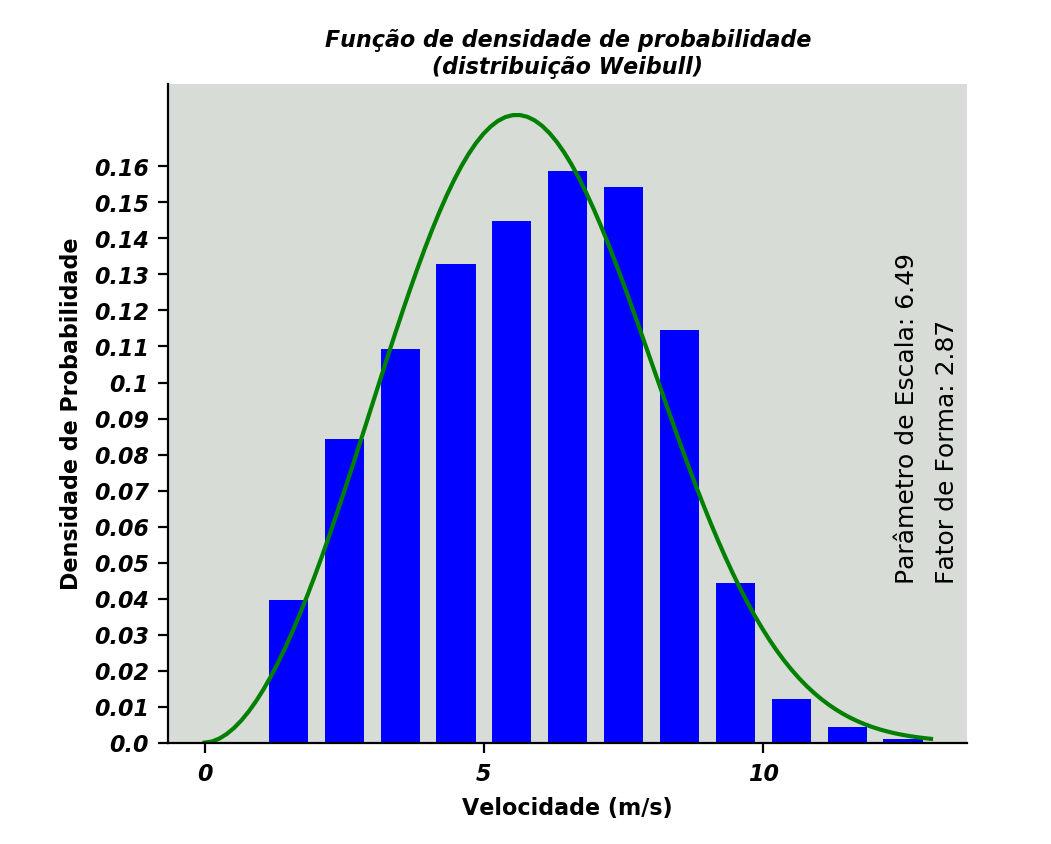 Função de densidade de probabilidade
(distribuição Weibull)
Densidade de Probabilidade
0.16
0.15
0.14
0.13
0.12
0.11
0.1
0.09
0.08
0.07
0.06
0.05
0.04
0.03
0.02
0.01
0.0
Parâmetro de Escala: 6.49
Fator de Forma: 2.87
0 5 10
Velocidade (m/s)